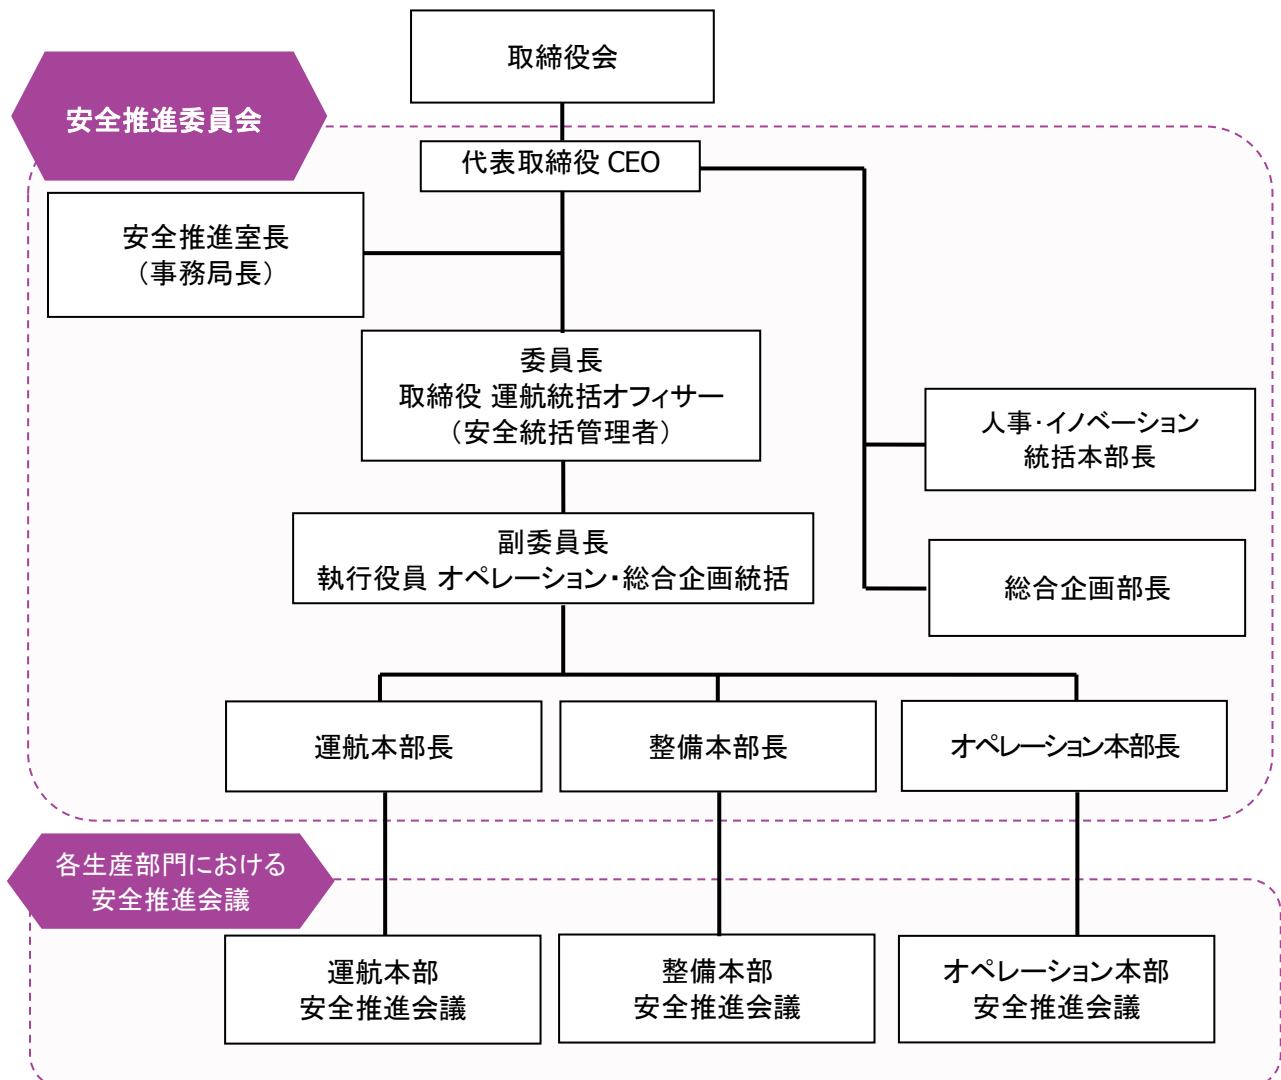 取締役会
安全推進委員会
代表取締役 CEO
安全推進室長
（事務局長）
委員長
取締役 運航統括オフィサー
（安全統括管理者）
人事・イノベーション
統括本部長
副委員長
執行役員 オペレーション・総合企画統括
総合企画部長
運航本部長
整備本部長
オペレーション本部長
各生産部門における
安全推進会議
運航本部
安全推進会議
整備本部
安全推進会議
オペレーション本部
安全推進会議